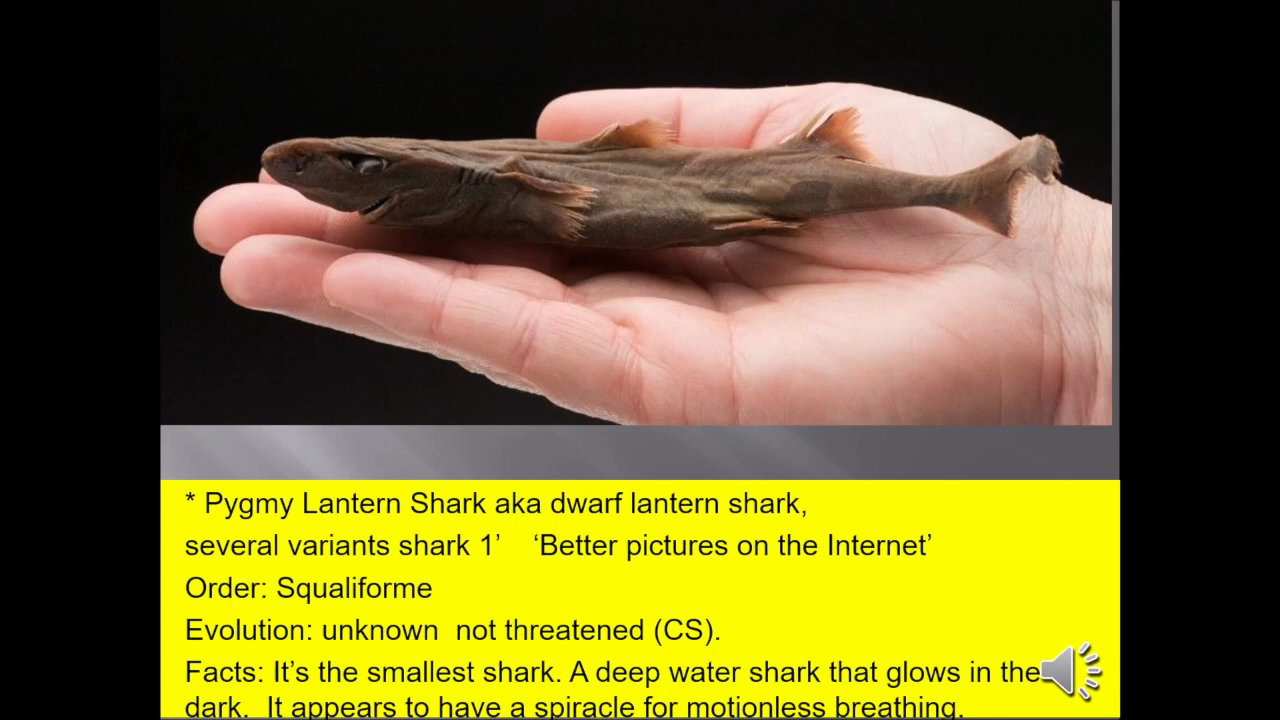 * Pygmy Lantern Shark aka dwarf lantern shark,
several variants shark 1’ ‘Better pictures on the Internet’
Order: Squaliforme
Evolution: unknown not threatened (CS).
Facts: It’s the smallest shark. A deep water shark that glows in the
dark. It appears to have a spiracle for motionless breathing.